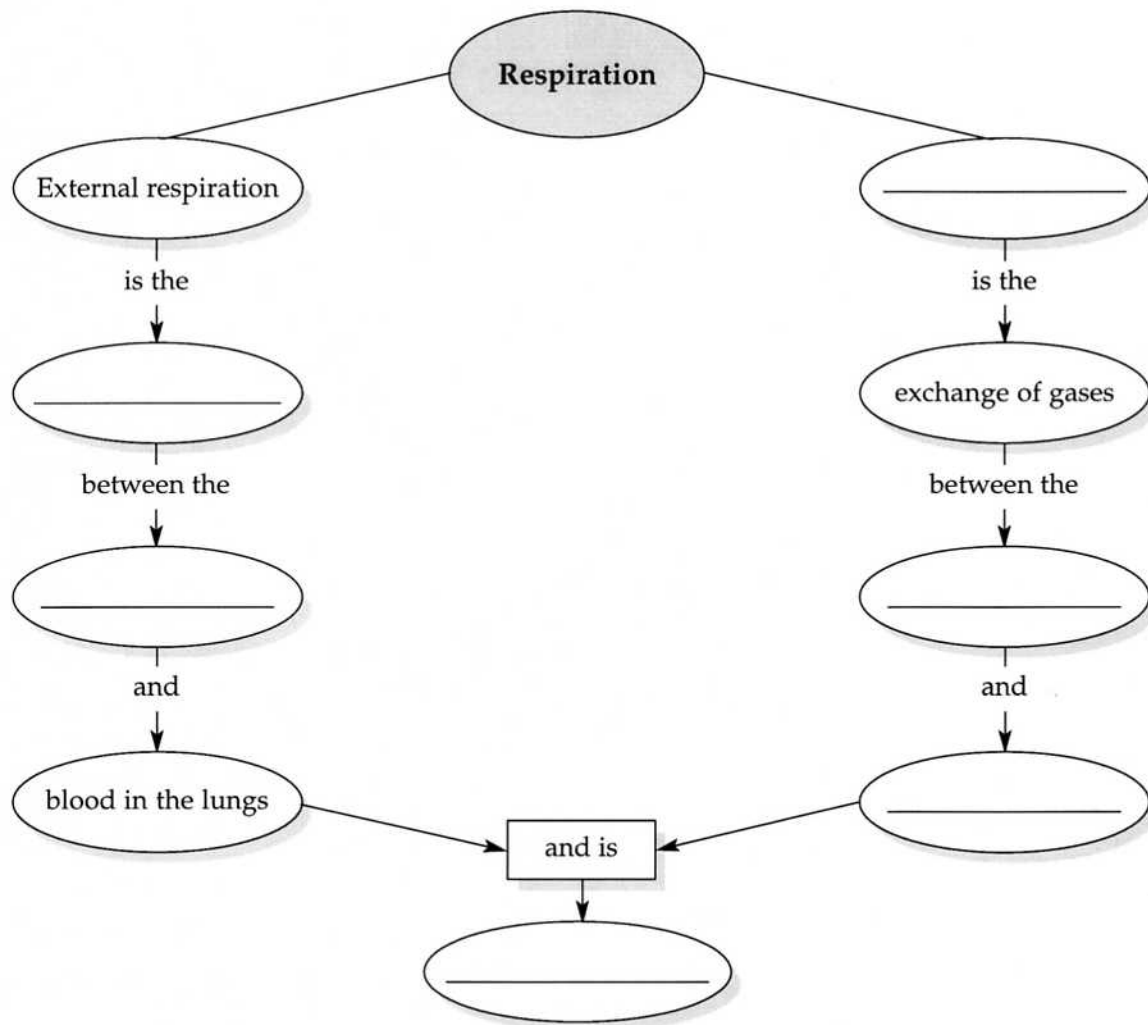 Respiration
External respiration
is the
is the
exchange of gases
between the
between the
and
and
blood in the lungs
and is